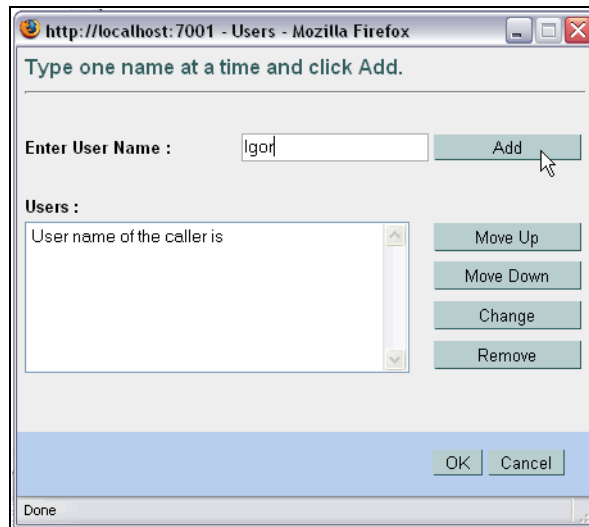 http://localhost:7001 - Users - Mozilla Firefox
Type one name at a time and click Add.
Enter User Name :
Igor
Add
Users :
User name of the caller is
Move Up
Move Down
Change
Remove
OK
Cancel
Done